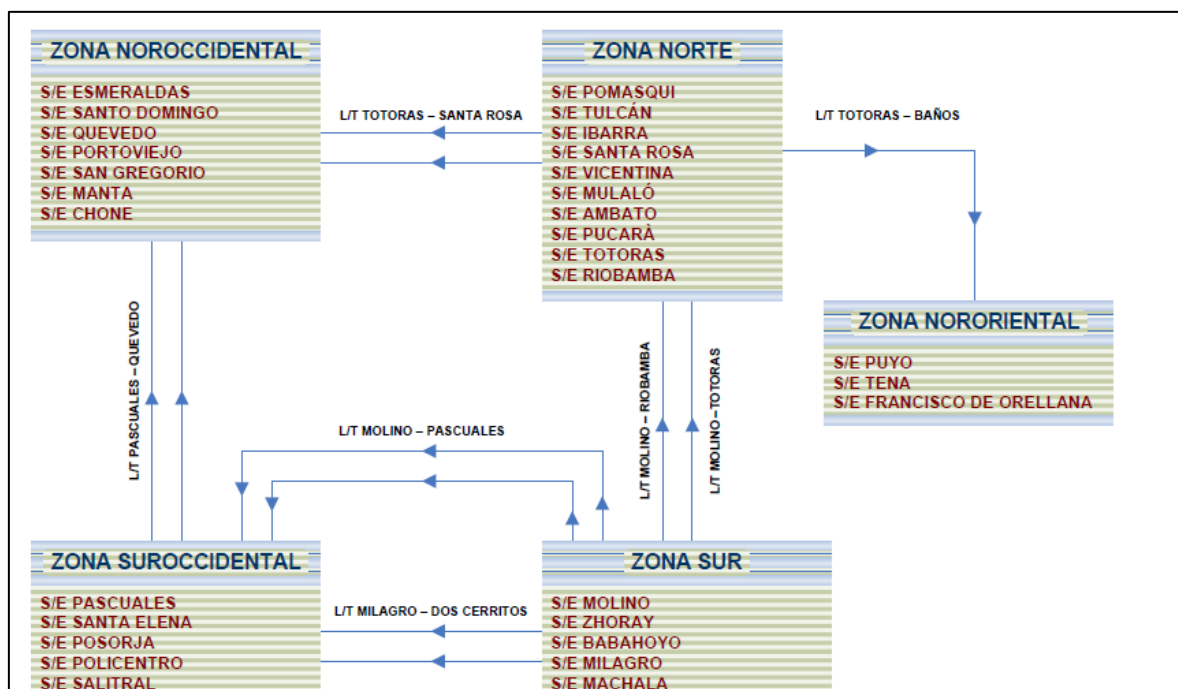 ZONA NOROCCIDENTAL
S/E ESMERALDAS
S/E SANTO DOMINGO
S/E QUEVEDO
S/E PORTOVIEJO
S/E SAN GREGORIO
S/E MANTA
S/E CHONE
L/T TOTORAS – SANTA ROSA
ZONA NORTE
S/E POMASQUI
S/E TULCÁN
S/E IBARRA
S/E SANTA ROSA
S/E VICENTINA
S/E MULALÓ
S/E AMBATO
S/E PUCARÀ
S/E TOTORAS
S/E RIOBAMBA
L/T TOTORAS – BAÑOS
ZONA NORORIENTAL
S/E PUYO
S/E TENA
S/E FRANCISCO DE ORELLANA
L/T PASCUALES – QUEVEDO
L/T MOLINO – PASCUALES
L/T MOLINO – RIOBAMBA
L/T MOLINO –TOTORAS
ZONA SUROCCIDENTAL
S/E PASCUALES
S/E SANTA ELENA
S/E POSORJA
S/E POLICENTRO
S/E SALITRAL
L/T MILAGRO – DOS CERRITOS
ZONA SUR
S/E MOLINO
S/E ZHORAY
S/E BABAHOYO
S/E MILAGRO
S/E MACHALA